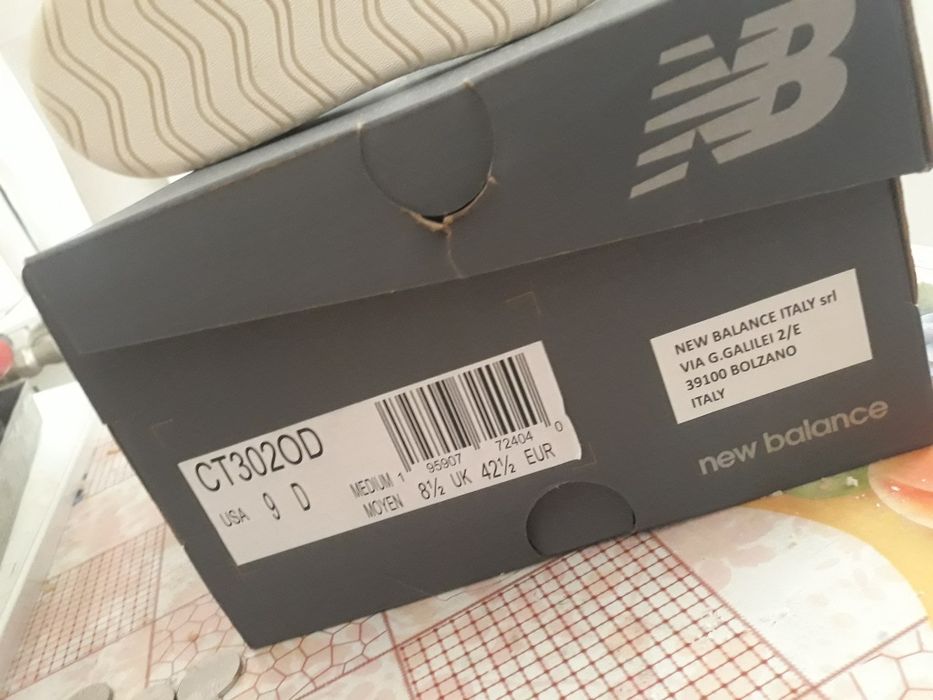 NB
CT302OD
USA 9 D
MEDIUM
MOYEN
1 95907 72404 0
8½ UK 42½ EUR
NEW BALANCE ITALY srl
VIA G.GALILEI 2/E
39100 BOLZANO
ITALY
new balance